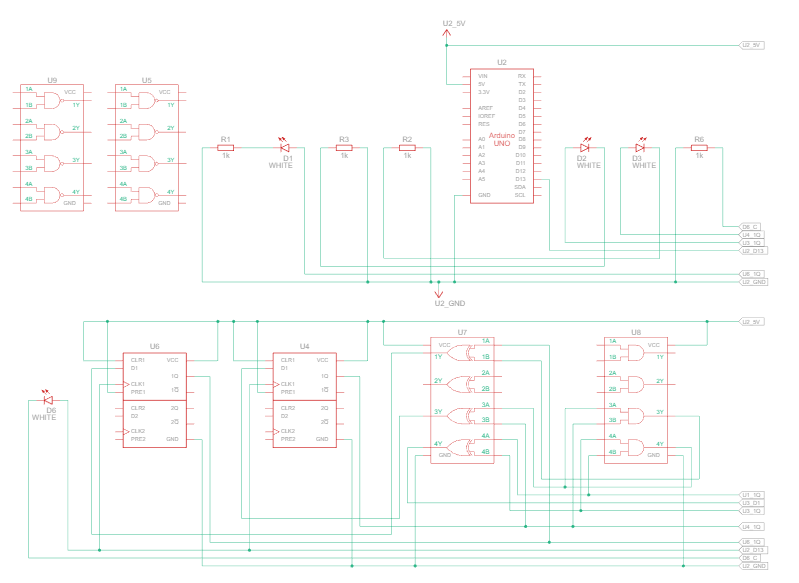 U2_5V
U2_5V
U2
VIN
5V
3.3V
AREF
IOREF
RES
A0
A1
A2
A3
A4
A5
GND
Arduino
UNO
RX
TX
D2
D3
D4
D5
D6
D7
D8
D9
D10
D11
D12
D13
SDA
SCL
U9
1A
1B
2A
2B
3A
3B
4A
4B
VCC
1Y
2Y
3Y
4Y
GND
U5
1A
1B
2A
2B
3A
3B
4A
4B
VCC
1Y
2Y
3Y
4Y
GND
R1
1k
D1
WHITE
R3
1k
R2
1k
D2
WHITE
D3
WHITE
R6
1k
D6_C
U4_1Q
U3_1Q
U2_D13
U6_1Q
U2_GND
U2_GND
U2_5V
U6
CLR1
D1
CLK1
PRE1
CLR2
D2
CLK2
PRE2
VCC
1Q
1Q
2Q
2Q
GND
U4
CLR1
D1
CLK1
PRE1
CLR2
D2
CLK2
PRE2
VCC
1Q
1Q
2Q
2Q
GND
U7
VCC
1Y
2Y
3Y
4Y
GND
1A
1B
2A
2B
3A
3B
4A
4B
U8
1A
1B
2A
2B
3A
3B
4A
4B
VCC
1Y
2Y
3Y
4Y
GND
D6
WHITE
U1_1Q
U3_D1
U3_1Q
U4_1Q
U6_1Q
U2_D13
D6_C
U2_GND